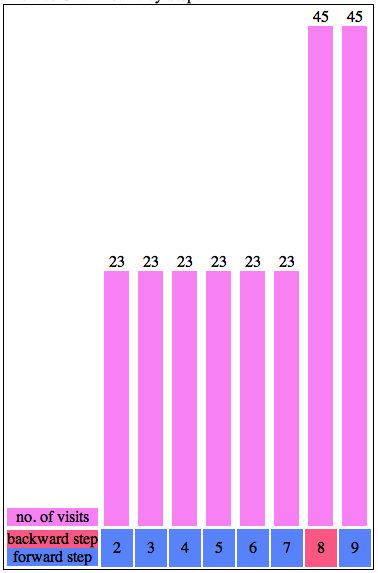 45 45
23 23 23 23 23 23
no. of visits
backward step
forward step
2 3 4 5 6 7 8 9